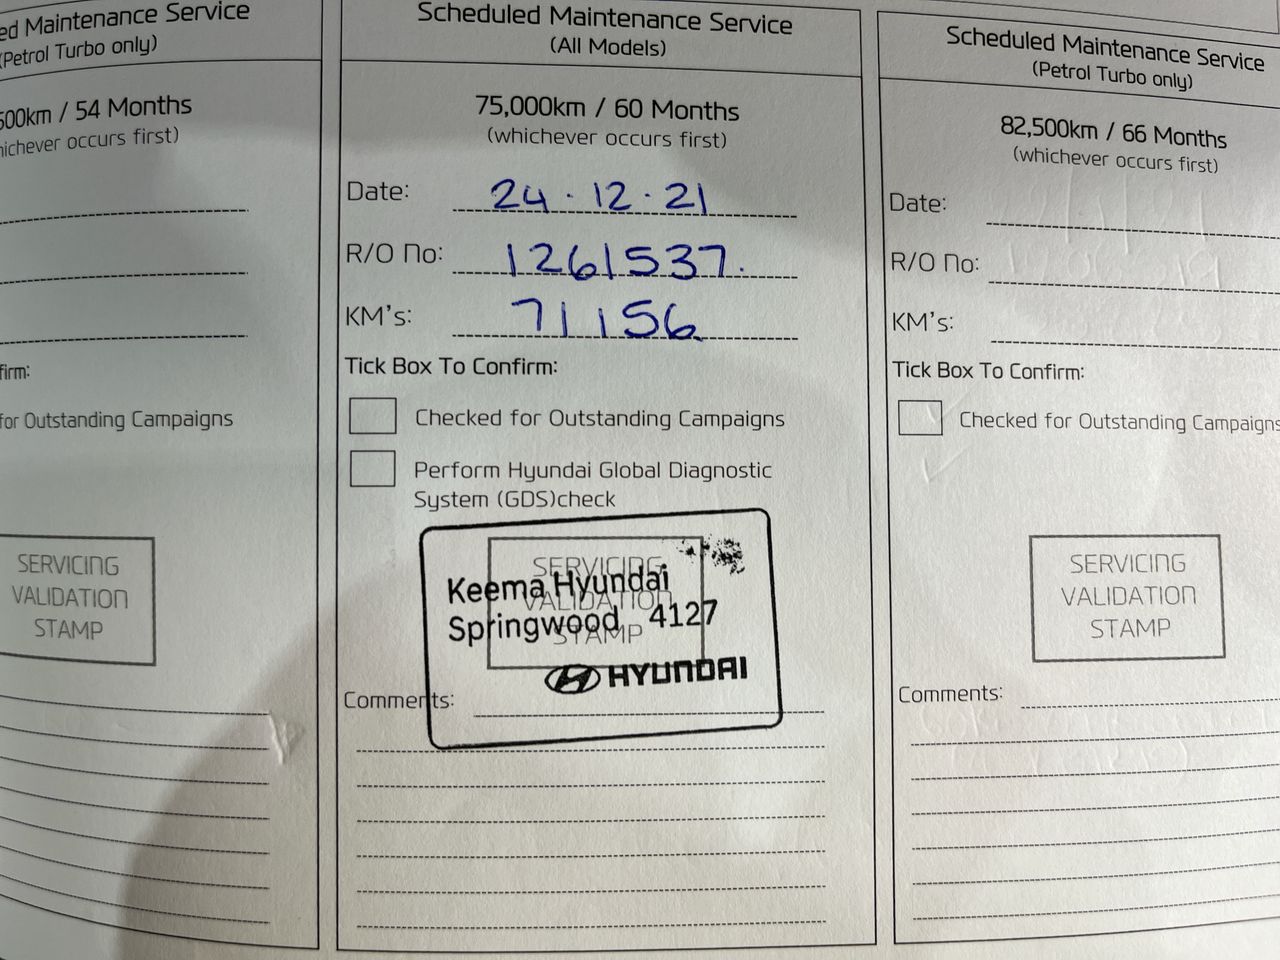 ed Maintenance Service
(Petrol Turbo only)
500km / 54 Months
hichever occurs first)
firm:
for Outstanding Campaigns
SERVICING
VALIDATION
STAMP
Scheduled Maintenance Service
(All Models)
75,000km / 60 Months
(whichever occurs first)
Date: 24 · 12 · 21
R/O No: 1261537.
KM's: 71156
Tick Box To Confirm:
Checked for Outstanding Campaigns
Perform Hyundai Global Diagnostic
System (GDS)check
SERVICING
VALIDATION
STAMP
Keema Hyundai
Springwood 4127
HYUNDAI
Comments:
Scheduled Maintenance Service
(Petrol Turbo only)
82,500km / 66 Months
(whichever occurs first)
Date:
R/O No:
KM's:
Tick Box To Confirm:
Checked for Outstanding Campaigns
SERVICING
VALIDATION
STAMP
Comments: